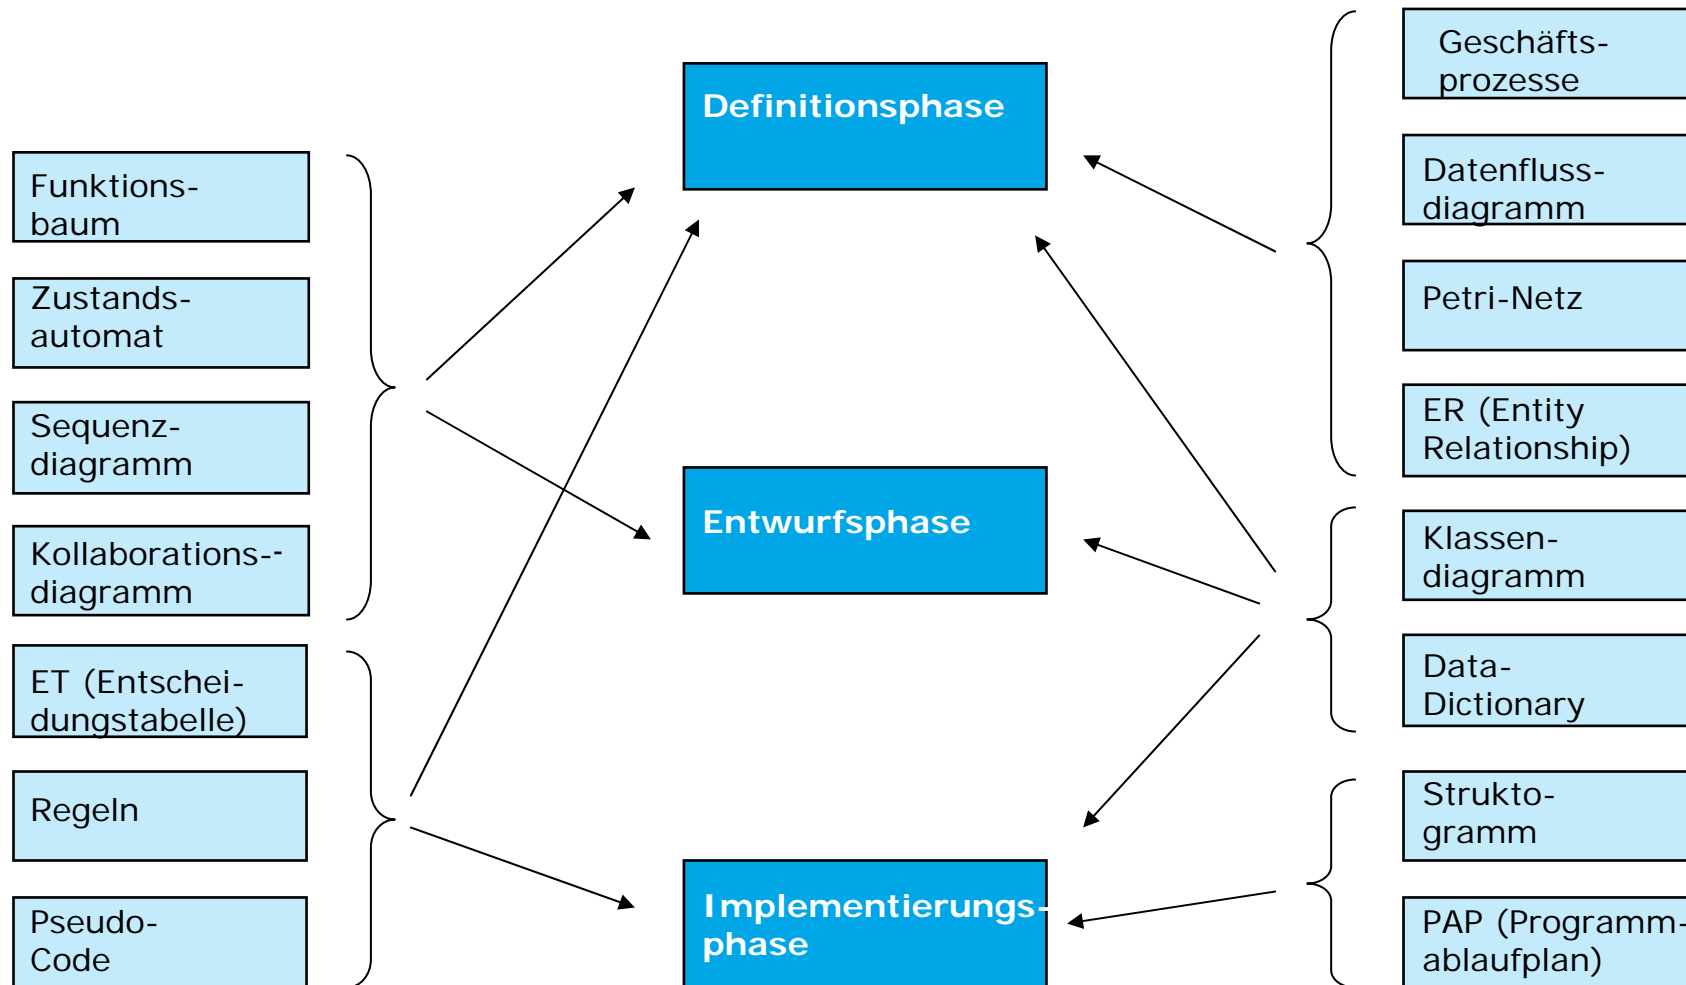 Funktions-
baum
Zustands-
automat
Sequenz-
diagramm
Kollaborations--
diagramm
ET (Entschei-
dungstabelle)
Regeln
Pseudo-
Code
Definitionsphase
Entwurfsphase
Implementierungs-
phase
Geschäfts-
prozesse
Datenfluss-
diagramm
Petri-Netz
ER (Entity
Relationship)
Klassen-
diagramm
Data-
Dictionary
Strukto-
gramm
PAP (Programm-
ablaufplan)